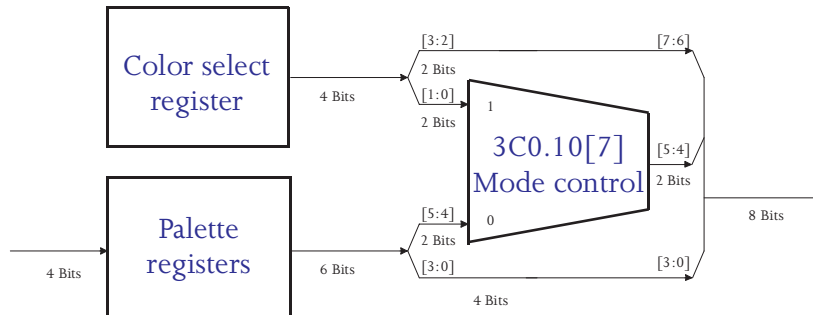 [3:2]
[7:6]
Color select
register
2 Bits
4 Bits
[1:0]
2 Bits
1
3C0.10[7]
Mode control
[5:4]
2 Bits
8 Bits
Palette
registers
4 Bits
6 Bits
[5:4]
2 Bits
0
[3:0]
4 Bits
[3:0]